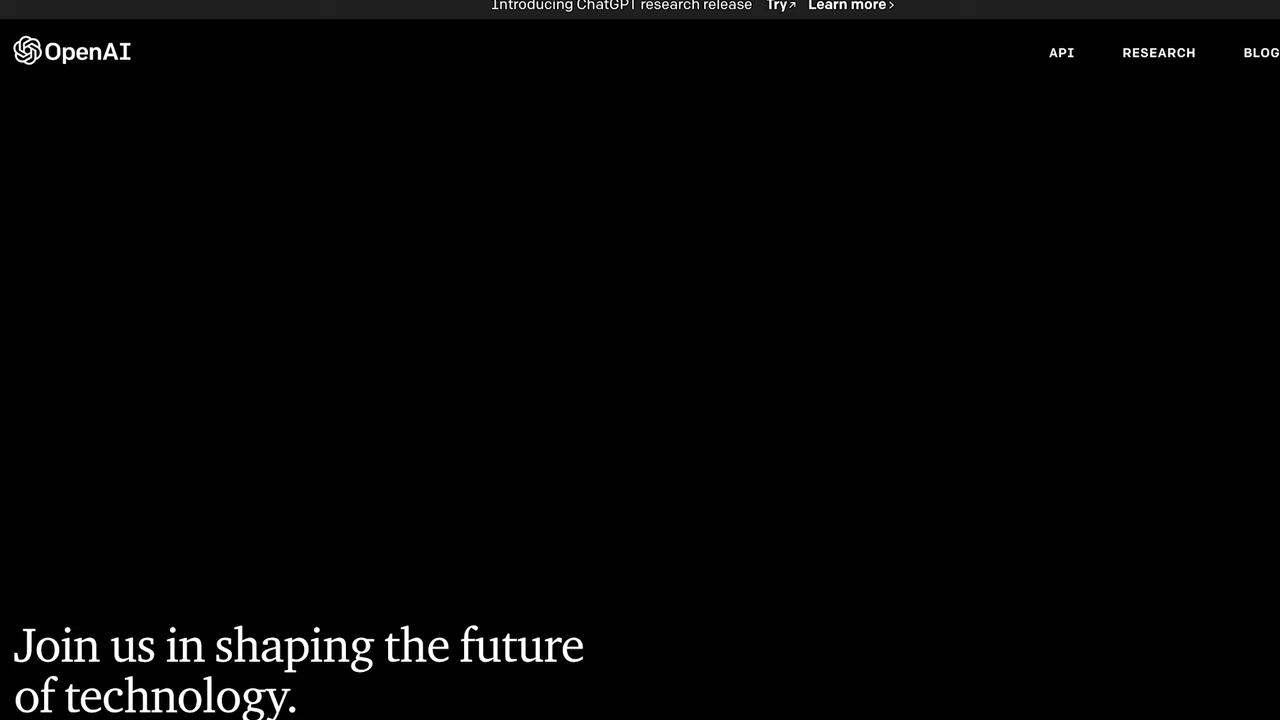 Introducing ChatGPT research release Try↗ Learn more ›
OpenAI API RESEARCH BLOG
Join us in shaping the future
of technology.